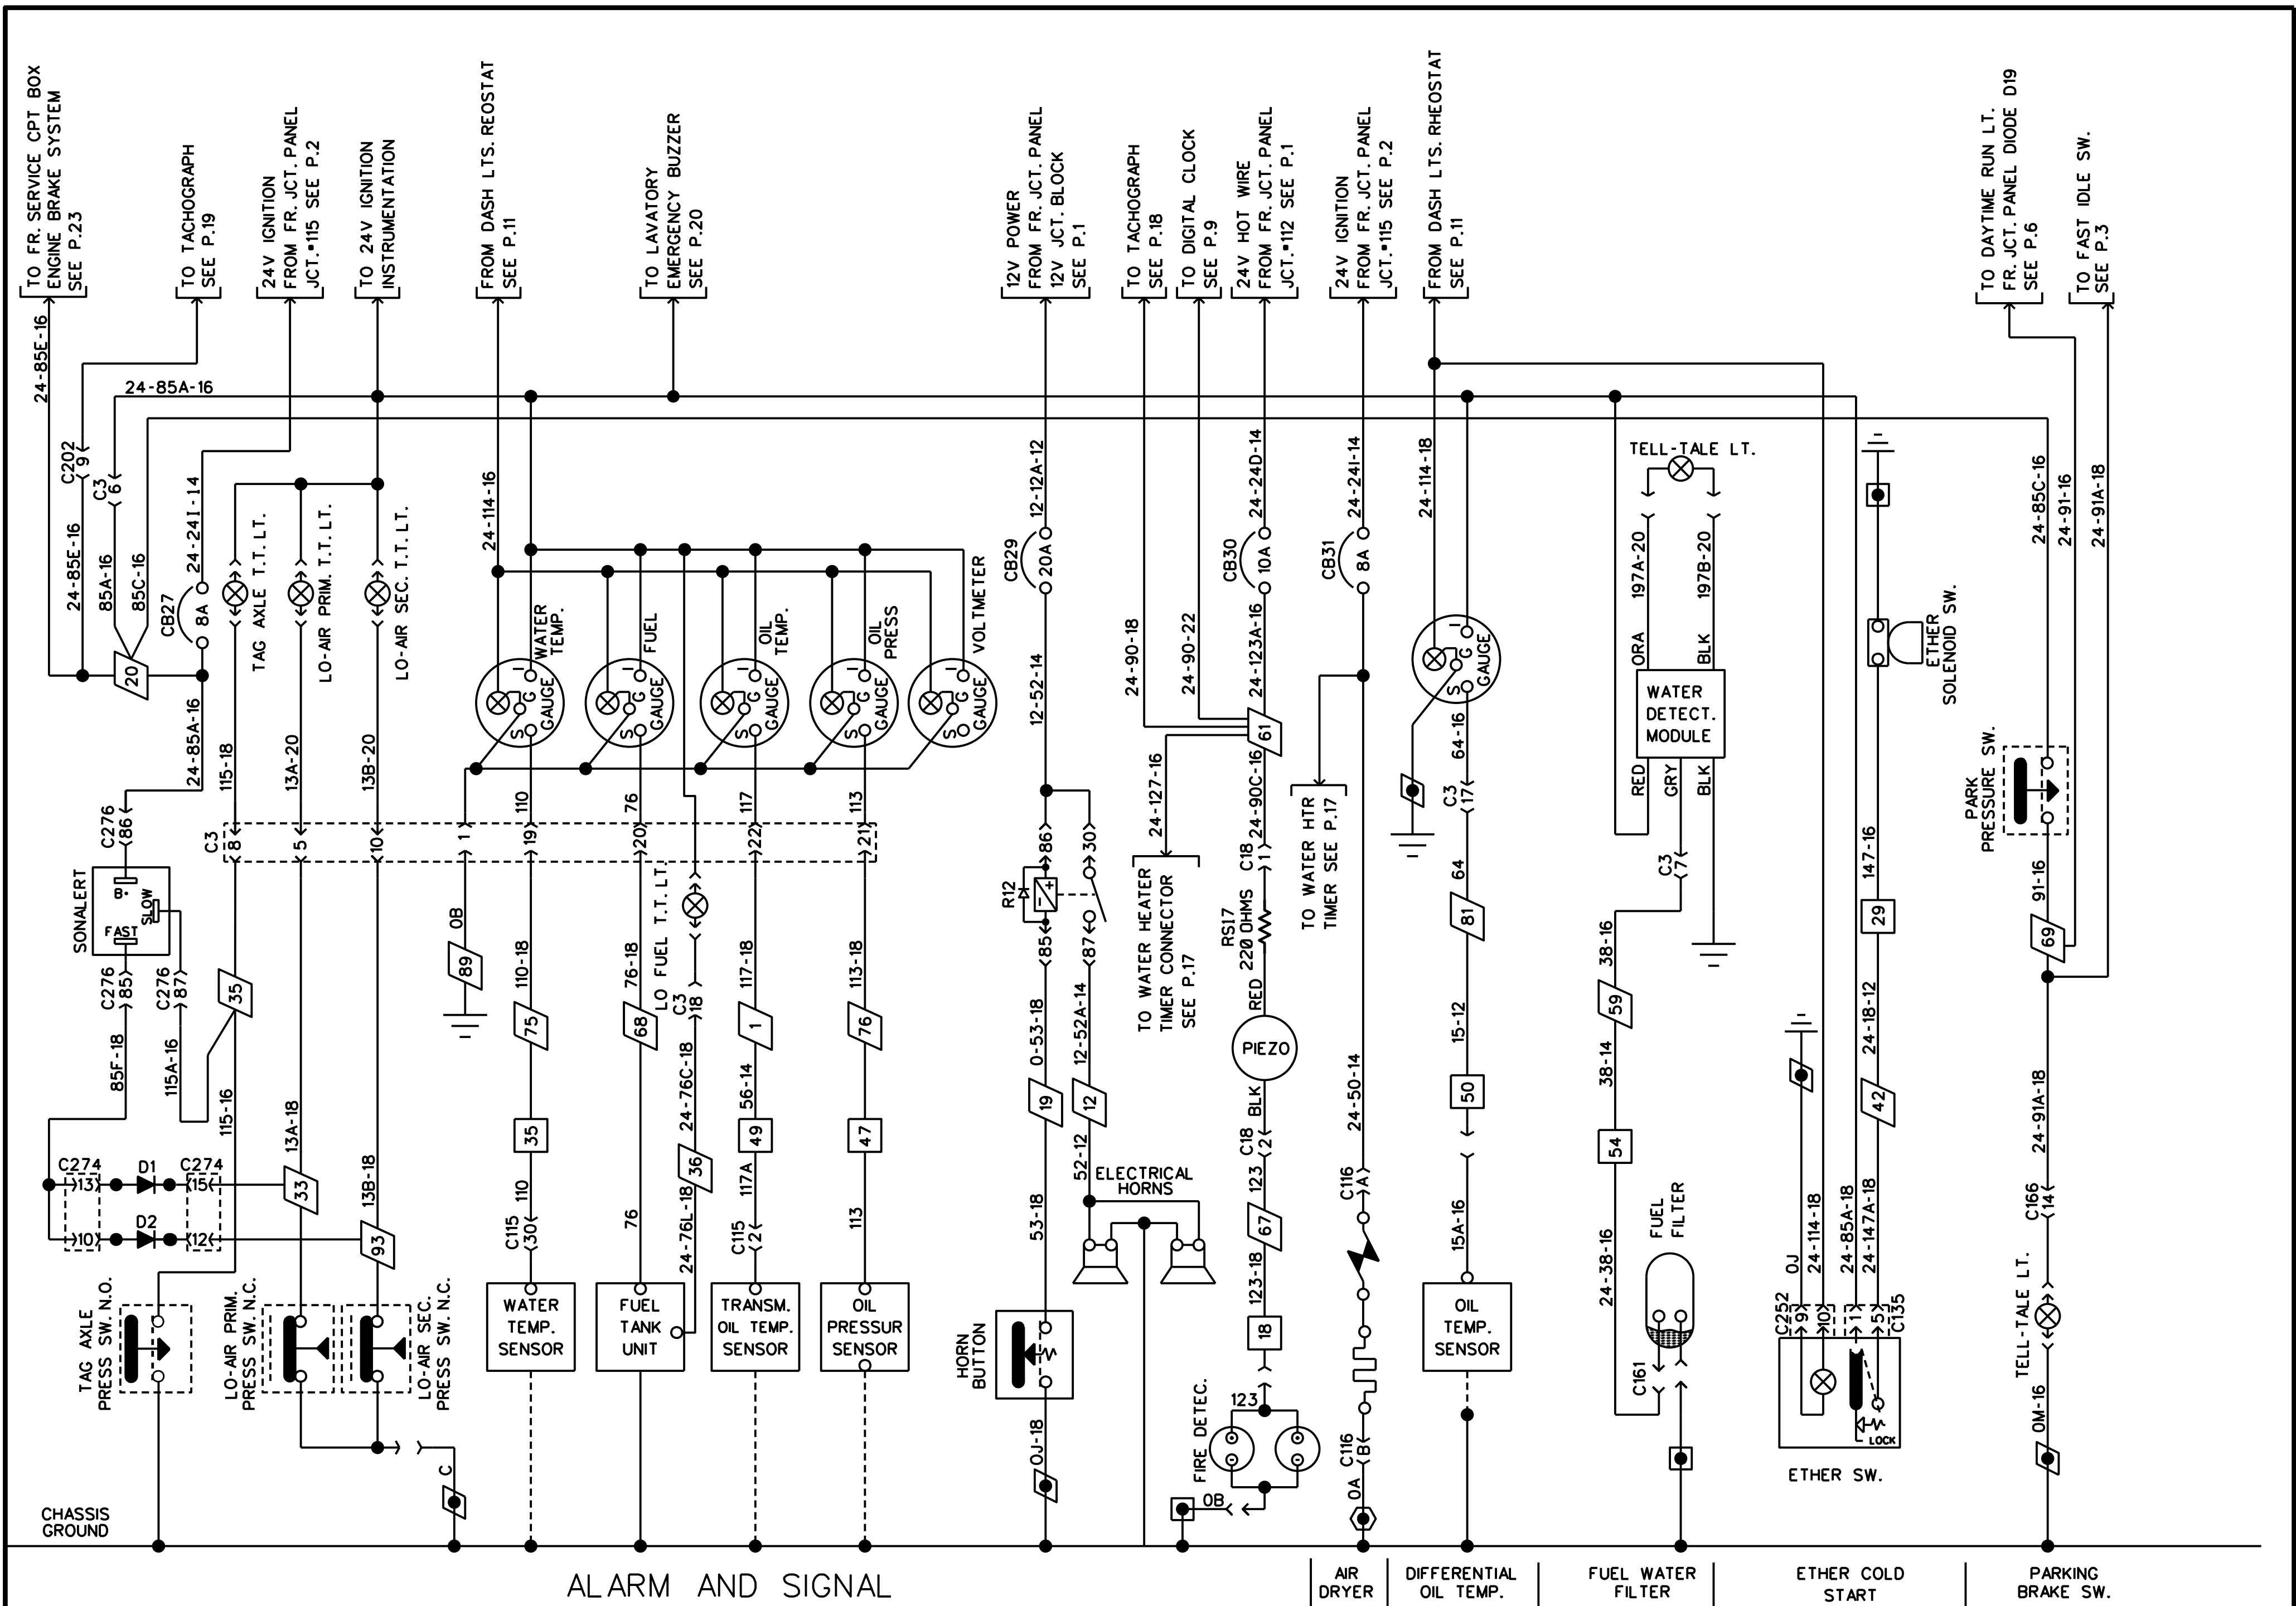 TO FR. SERVICE CPT BOX
ENGINE BRAKE SYSTEM
SEE P.23
TO TACHOGRAPH
SEE P.19
24V IGNITION
FROM FR. JCT. PANEL
JCT.#115 SEE P.2
TO 24V IGNITION
INSTRUMENTATION
FROM DASH LTS. REOSTAT
SEE P.11
TO LAVATORY
EMERGENCY BUZZER
SEE P.20
12V POWER
FROM FR. JCT. PANEL
12V JCT. BLOCK
SEE P.1
TO TACHOGRAPH
SEE P.18
TO DIGITAL CLOCK
SEE P.9
24V HOT WIRE
FROM FR. JCT. PANEL
JCT.#112 SEE P.1
24V IGNITION
FROM FR. JCT. PANEL
JCT.#115 SEE P.2
FROM DASH LTS. RHEOSTAT
SEE P.11
TO DAYTIME RUN LT.
FR. JCT. PANEL DIODE D19
SEE P.6
TO FAST IDLE SW.
SEE P.3
24-85E-16
24-85A-16
C202
9
C3
6
24-85E-16
85A-16
85C-16
24-24I-14
CB27
8A
20
24-85A-16
TAG AXLE T.T. LT.
LO-AIR PRIM. T.T. LT.
LO-AIR SEC. T.T. LT.
115-18
13A-20
13B-20
24-114-16
WATER
TEMP.
FUEL
OIL
TEMP.
OIL
PRESS
VOLTMETER
I
G
S
GAUGE
I
G
S
GAUGE
I
G
S
GAUGE
I
G
S
GAUGE
I
G
GAUGE
12-12A-12
CB29
20A
12-52-14
24-90-18
24-90-22
24-24D-14
CB30
10A
24-123A-16
61
24-24I-14
CB31
8A
24-114-18
I
G
S
GAUGE
TELL-TALE LT.
197A-20
197B-20
ORA
BLK
WATER
DETECT.
MODULE
RED
GRY
BLK
ETHER
SOLENOID SW.
24-85C-16
24-91-16
24-91A-18
PARK
PRESSURE SW.
C276
86
SONALERT
B+
SLOW
FAST
C276
85
C276
87
C3
8
5
10
1
19
20
22
21
110
76
117
113
0B
89
110-18
76-18
LO FUEL T.T. LT.
C3
18
117-18
113-18
35
75
68
1
76
85F-18
115A-16
115-16
13A-18
13B-18
56-14
24-76C-18
35
49
47
36
C274
13
D1
C274
15
10
D2
12
33
93
110
C115
30
76
24-76L-18
117A
C115
2
113
WATER
TEMP.
SENSOR
FUEL
TANK
UNIT
TRANSM.
OIL TEMP.
SENSOR
OIL
PRESSUR
SENSOR
TAG AXLE
PRESS SW. N.O.
LO-AIR PRIM.
PRESS SW. N.C.
LO-AIR SEC.
PRESS SW. N.C.
C
CHASSIS
GROUND
86
30
R12
+
-
85
87
0-53-18
12-52A-14
19
12
53-18
52-12
ELECTRICAL
HORNS
HORN
BUTTON
0J-18
24-127-16
TO WATER HEATER
TIMER CONNECTOR
SEE P.17
24-90C-16
C18
1
RS17
220 OHMS
RED
PIEZO
BLK
C18
2
123
67
123-18
18
123
FIRE DETEC.
0B
TO WATER HTR
TIMER SEE P.17
24-50-14
C116
A
C116
B
0A
64-16
C3
17
64
81
15-12
50
15A-16
OIL
TEMP.
SENSOR
C3
7
38-16
59
38-14
54
24-38-16
FUEL
FILTER
C161
147-16
29
24-18-12
42
0J
24-114-18
24-85A-18
24-147A-18
C252
9
10
1
5
C135
LOCK
ETHER SW.
91-16
69
24-91A-18
C166
14
TELL-TALE LT.
0M-16
ALARM AND SIGNAL
AIR
DRYER
DIFFERENTIAL
OIL TEMP.
FUEL WATER
FILTER
ETHER COLD
START
PARKING
BRAKE SW.